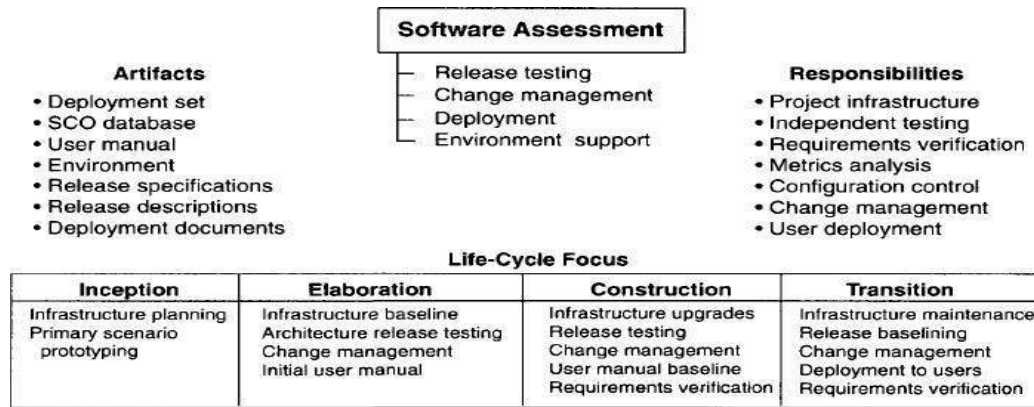 Software Assessment
Release testing
Change management
Deployment
Environment support
Artifacts
• Deployment set
• SCO database
• User manual
• Environment
• Release specifications
• Release descriptions
• Deployment documents
Responsibilities
• Project infrastructure
• Independent testing
• Requirements verification
• Metrics analysis
• Configuration control
• Change management
• User deployment
Life-Cycle Focus
Inception
Infrastructure planning
Primary scenario
prototyping
Elaboration
Infrastructure baseline
Architecture release testing
Change management
Initial user manual
Construction
Infrastructure upgrades
Release testing
Change management
User manual baseline
Requirements verification
Transition
Infrastructure maintenance
Release baselining
Change management
Deployment to users
Requirements verification